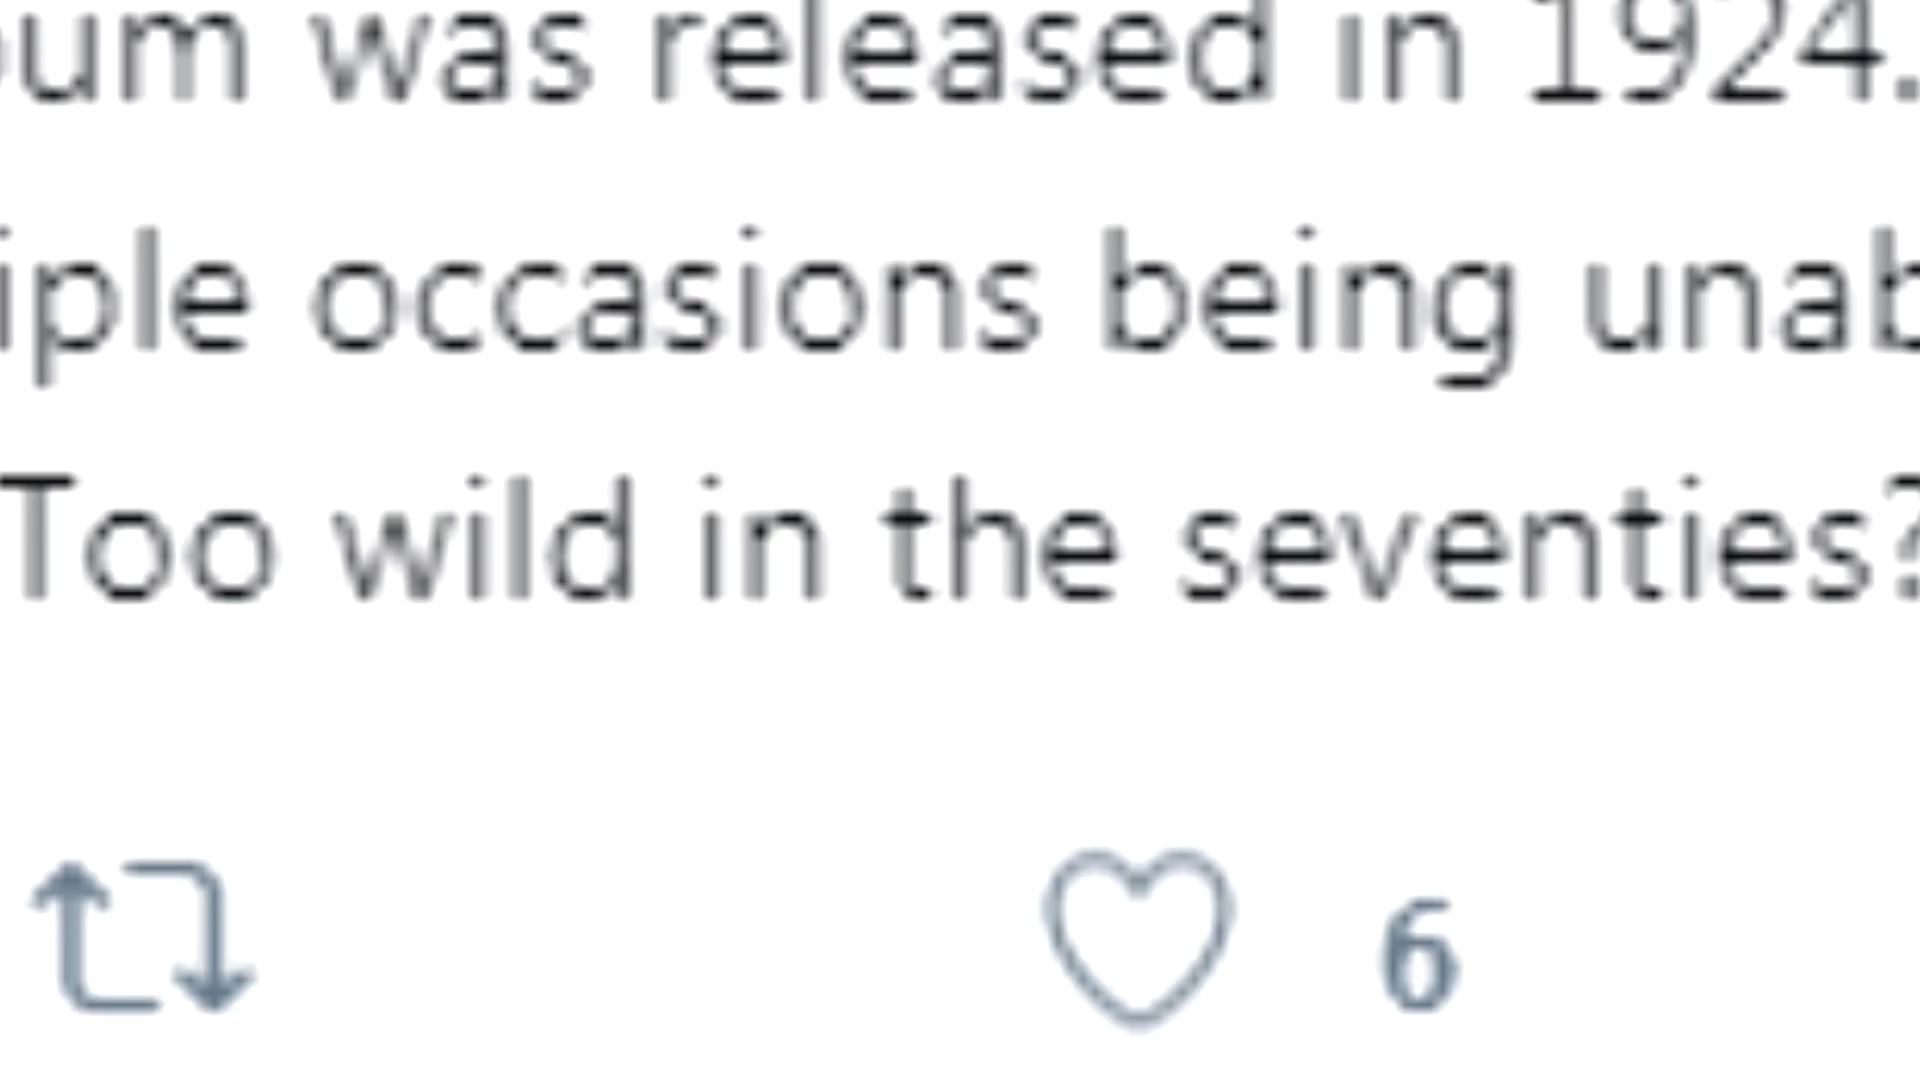 um was released in 1924.
iple occasions being unab
Too wild in the seventies?
6